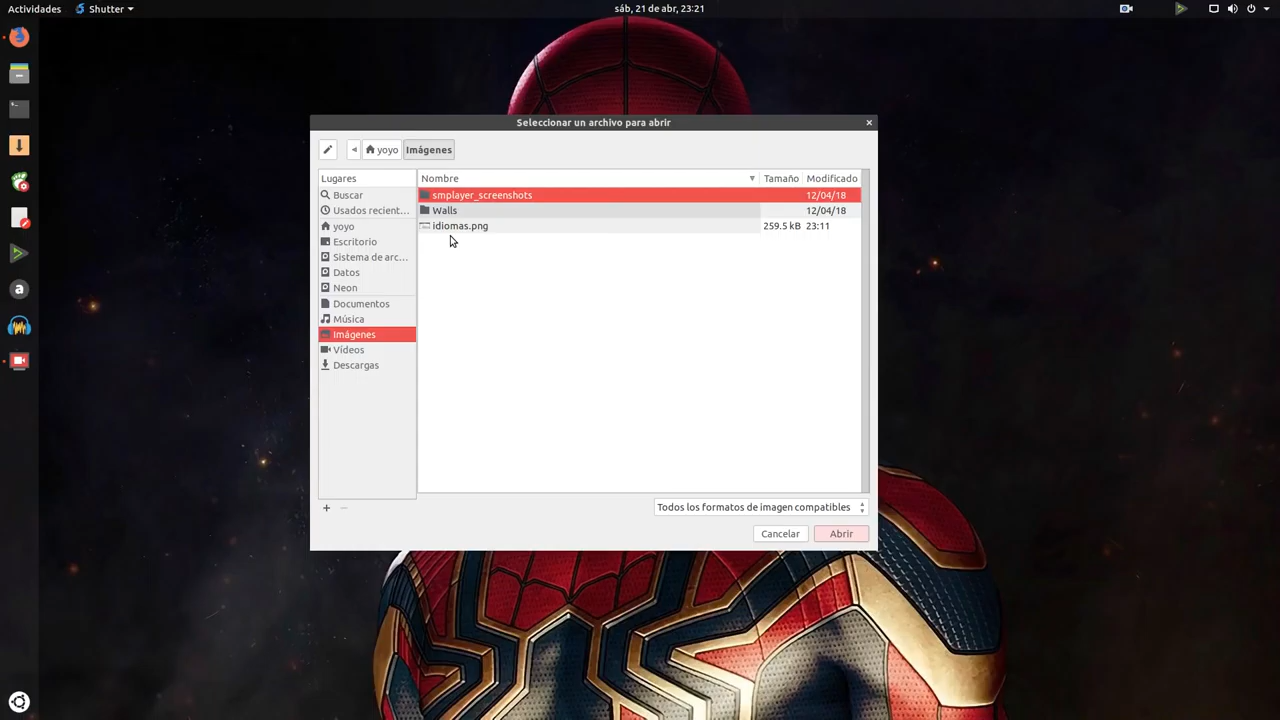 Actividades Shutter sáb, 21 de abr, 23:21
Seleccionar un archivo para abrir
yoyo Imágenes
Lugares Nombre Tamaño Modificado
Buscar smplayer_screenshots 12/04/18
Usados recient... Walls 12/04/18
yoyo idiomas.png 259.5 kB 23:11
Escritorio
Sistema de arc...
Datos
Neon
Documentos
Música
Imágenes
Vídeos
Descargas
Todos los formatos de imagen compatibles
Cancelar Abrir